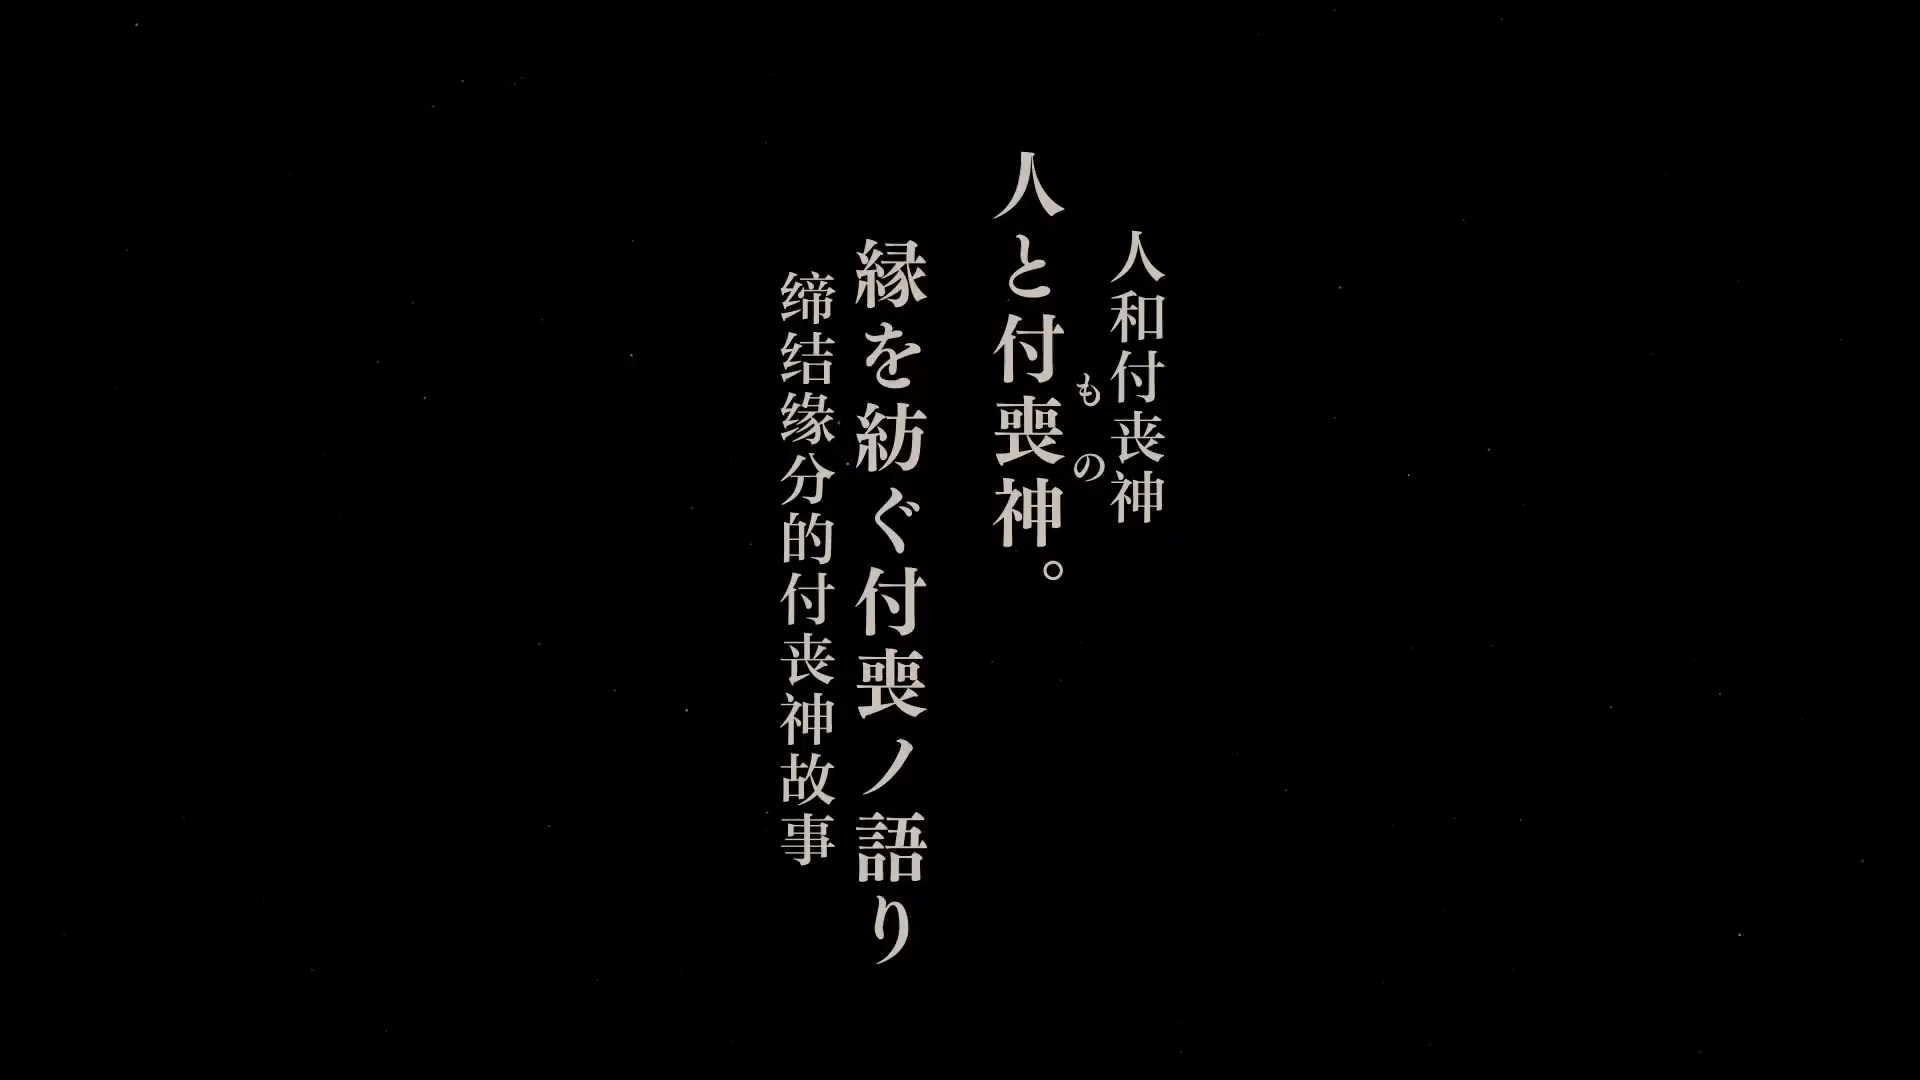 人和付丧神
もの
人と付喪神。
縁を紡ぐ付喪ノ語り
缔结缘分的付丧神故事